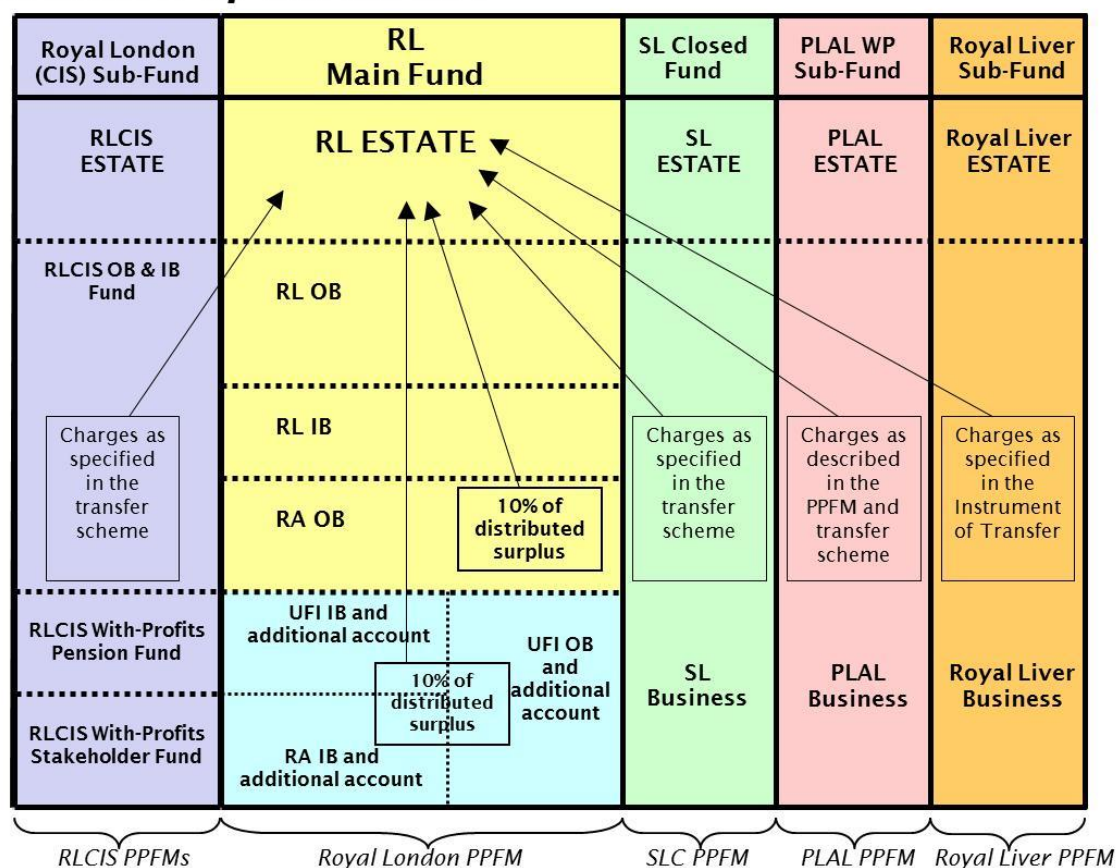 Royal London
(CIS) Sub-Fund
RL
Main Fund
SL Closed
Fund
PLAL WP
Sub-Fund
Royal Liver
Sub-Fund
RLCIS
ESTATE
RL ESTATE
SL
ESTATE
PLAL
ESTATE
Royal Liver
ESTATE
RLCIS OB & IB
Fund
RL OB
RL IB
RA OB
Charges as
specified
in the
transfer
scheme
10% of
distributed
surplus
Charges as
specified
in the
transfer
scheme
Charges as
described
in the
PPFM and
transfer
scheme
Charges as
specified
in the
Instrument
of Transfer
RLCIS With-Profits
Pension Fund
RLCIS With-Profits
Stakeholder Fund
UFI IB and
additional account
10% of
distributed
surplus
UFI OB
and
additional
account
RA IB and
additional account
SL
Business
PLAL
Business
Royal Liver
Business
RLCIS PPFMs
Royal London PPFM
SLC PPFM
PLAL PPFM
Royal Liver PPFM